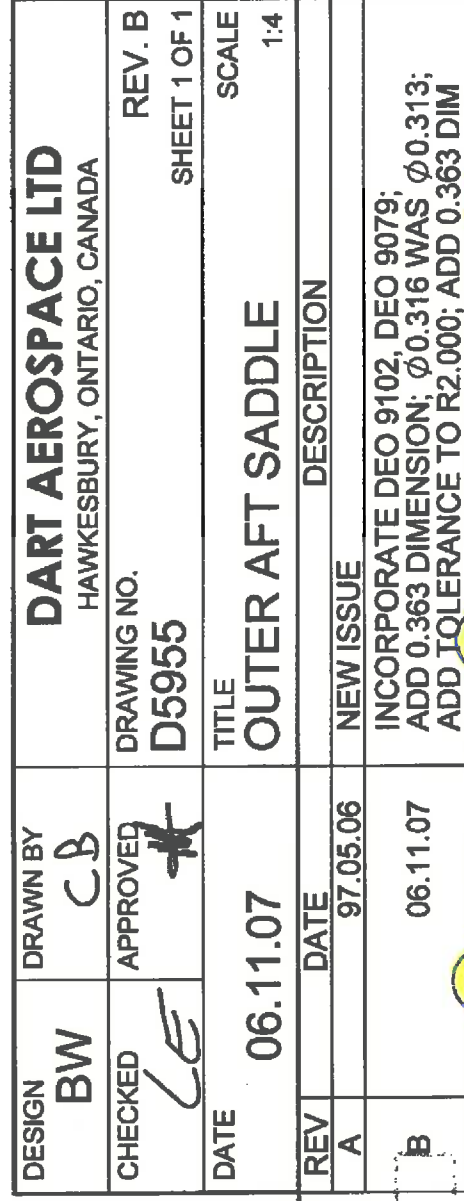 DESIGN
BW
DRAWN BY
CB
DART AEROSPACE LTD
HAWKESBURY, ONTARIO, CANADA
CHECKED
APPROVED
DRAWING NO.
D5955
REV. B
SHEET 1 OF 1
DATE
06.11.07
TITLE
OUTER AFT SADDLE
SCALE
1:4
REV DATE DESCRIPTION
A 97.05.06 NEW ISSUE
B 06.11.07 INCORPORATE DEO 9102, DEO 9079;
ADD 0.363 DIMENSION; ∅0.316 WAS ∅0.313;
ADD TOLERANCE TO R2.000; ADD 0.363 DIM